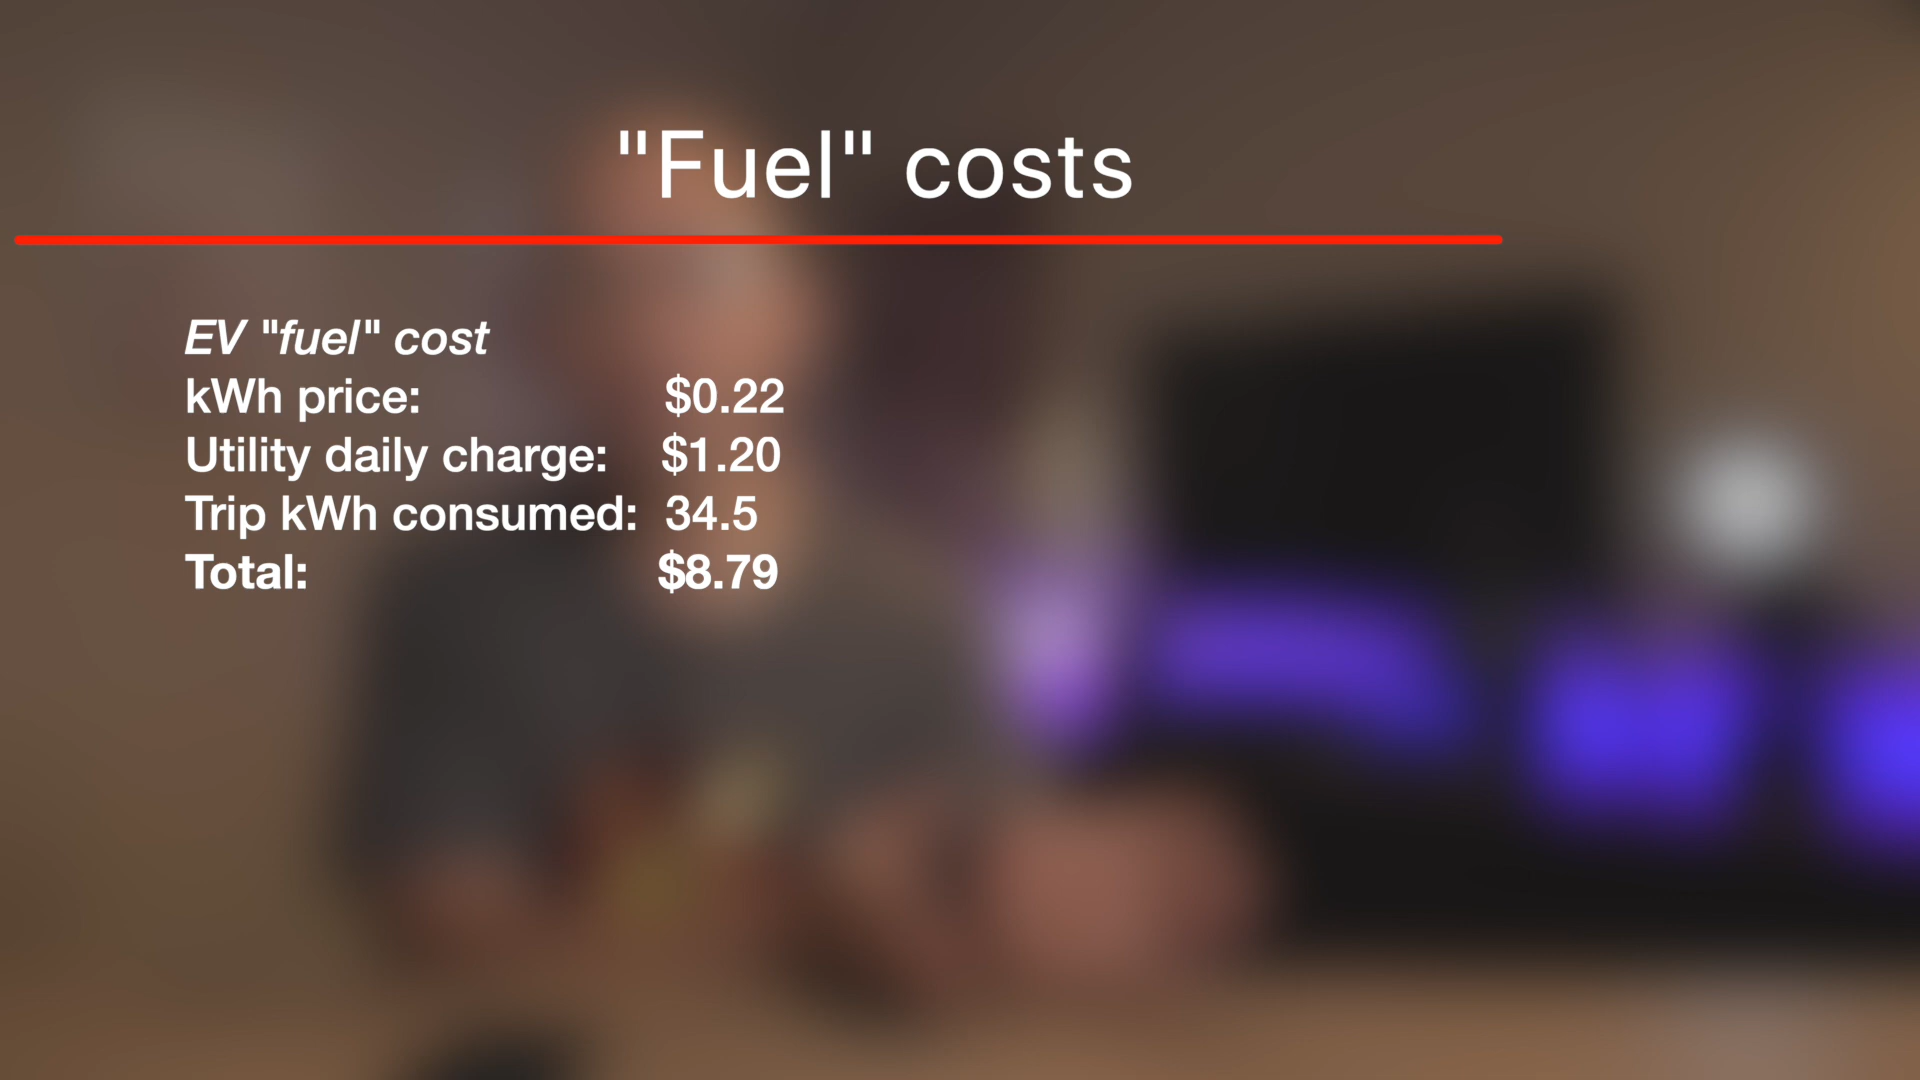 "Fuel" costs
EV "fuel" cost
kWh price: $0.22
Utility daily charge: $1.20
Trip kWh consumed: 34.5
Total: $8.79